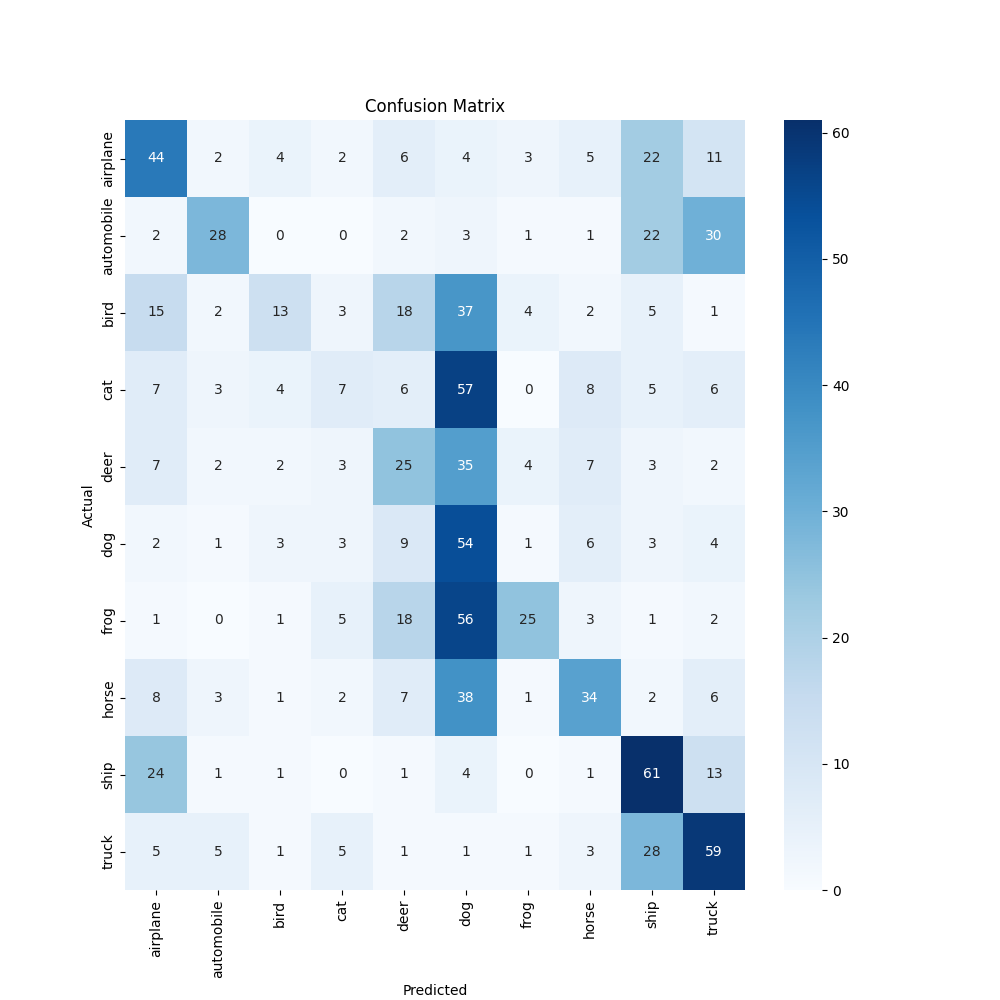 Confusion Matrix
airplane 44 2 4 2 6 4 3 5 22 11
automobile 2 28 0 0 2 3 1 1 22 30
bird 15 2 13 3 18 37 4 2 5 1
cat 7 3 4 7 6 57 0 8 5 6
deer 7 2 2 3 25 35 4 7 3 2
dog 2 1 3 3 9 54 1 6 3 4
frog 1 0 1 5 18 56 25 3 1 2
horse 8 3 1 2 7 38 1 34 2 6
ship 24 1 1 0 1 4 0 1 61 13
truck 5 5 1 5 1 1 1 3 28 59
Actual
airplane automobile bird cat deer dog frog horse ship truck
Predicted
60
50
40
30
20
10
0